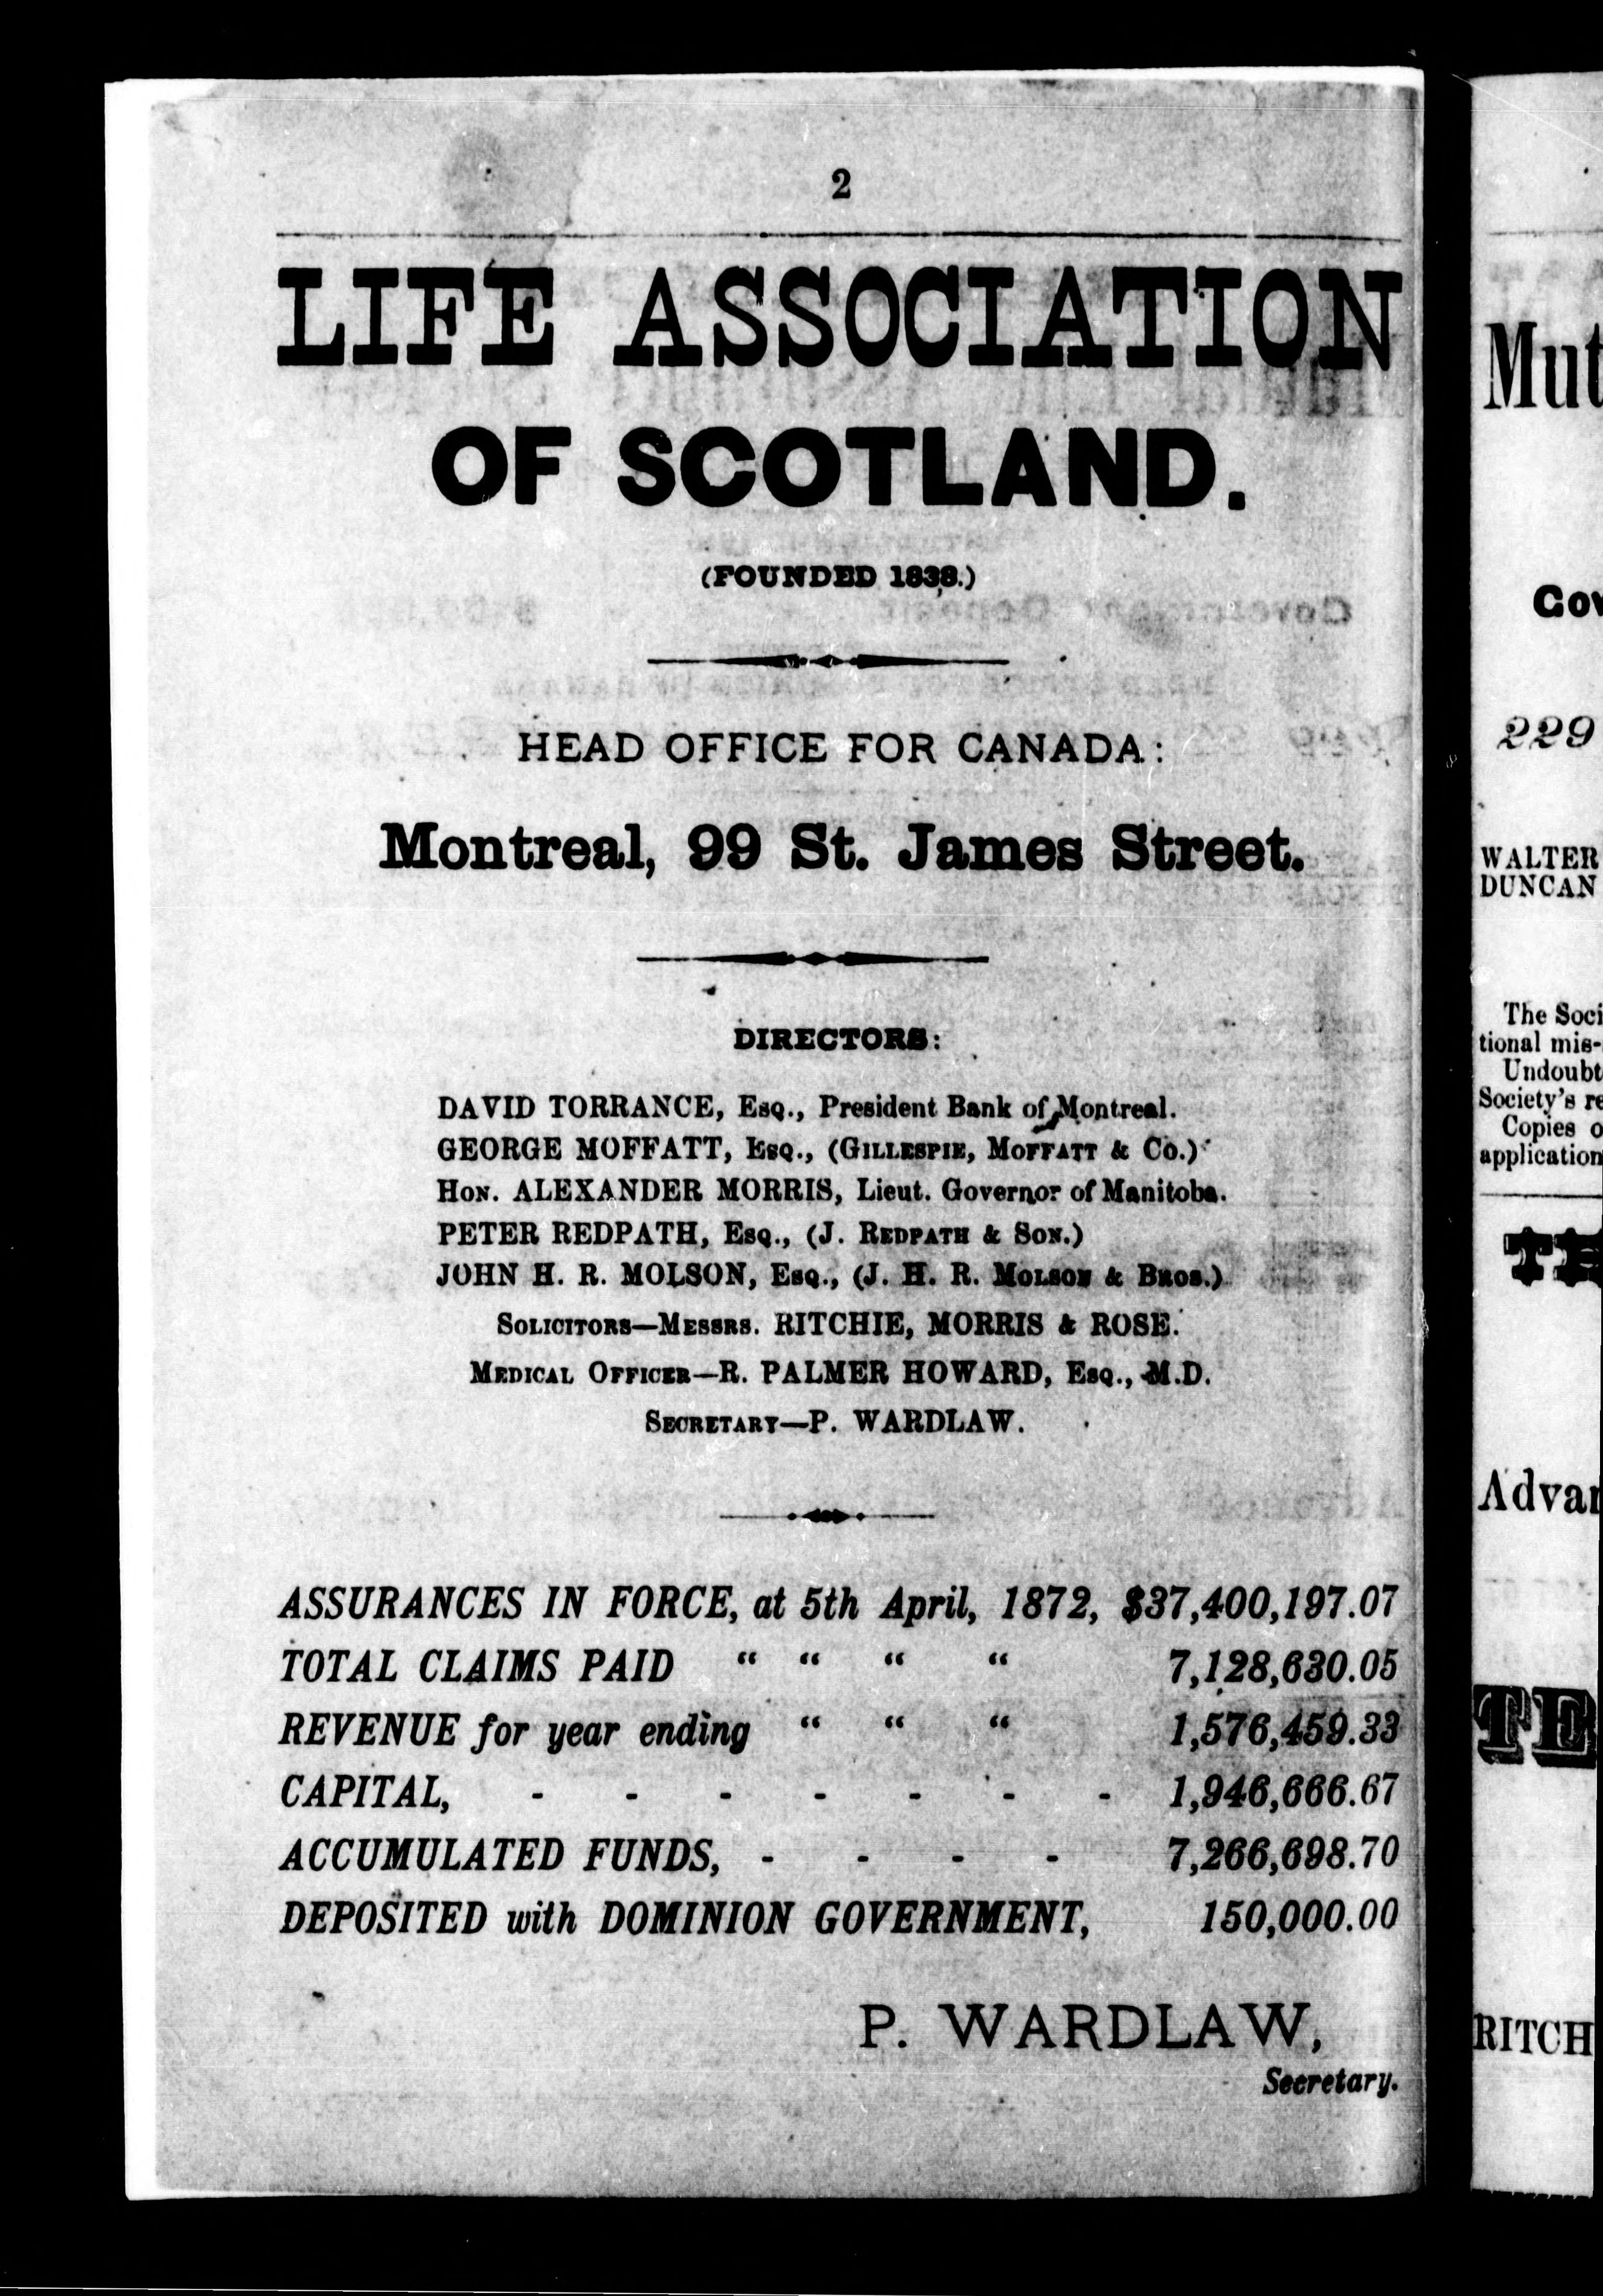 2
LIFE ASSOCIATION
OF SCOTLAND.
(FOUNDED 1838.)
HEAD OFFICE FOR CANADA:
Montreal, 99 St. James Street.
DIRECTORS:
DAVID TORRANCE, Esq., President Bank of Montreal.
GEORGE MOFFATT, Esq., (Gillespie, Moffatt & Co.)
Hon. ALEXANDER MORRIS, Lieut. Governor of Manitoba.
PETER REDPATH, Esq., (J. Redpath & Son.)
JOHN H. R. MOLSON, Esq., (J. H. R. Molson & Bros.)
Solicitors—Messrs. RITCHIE, MORRIS & ROSE.
Medical Officer—R. PALMER HOWARD, Esq., M.D.
Secretary—P. WARDLAW.
ASSURANCES IN FORCE, at 5th April, 1872, $37,400,197.07
TOTAL CLAIMS PAID “ “ “ “ 7,128,630.05
REVENUE for year ending “ “ “ 1,576,459.33
CAPITAL, - - - - - - - 1,946,666.67
ACCUMULATED FUNDS, - - - - 7,266,698.70
DEPOSITED with DOMINION GOVERNMENT, 150,000.00
P. WARDLAW,
Secretary.
Mut
Gov
229
WALTER
DUNCAN
The Soci
tional mis-
Undoubt
Society's re
Copies o
application
TH
Advan
TE
RITCH